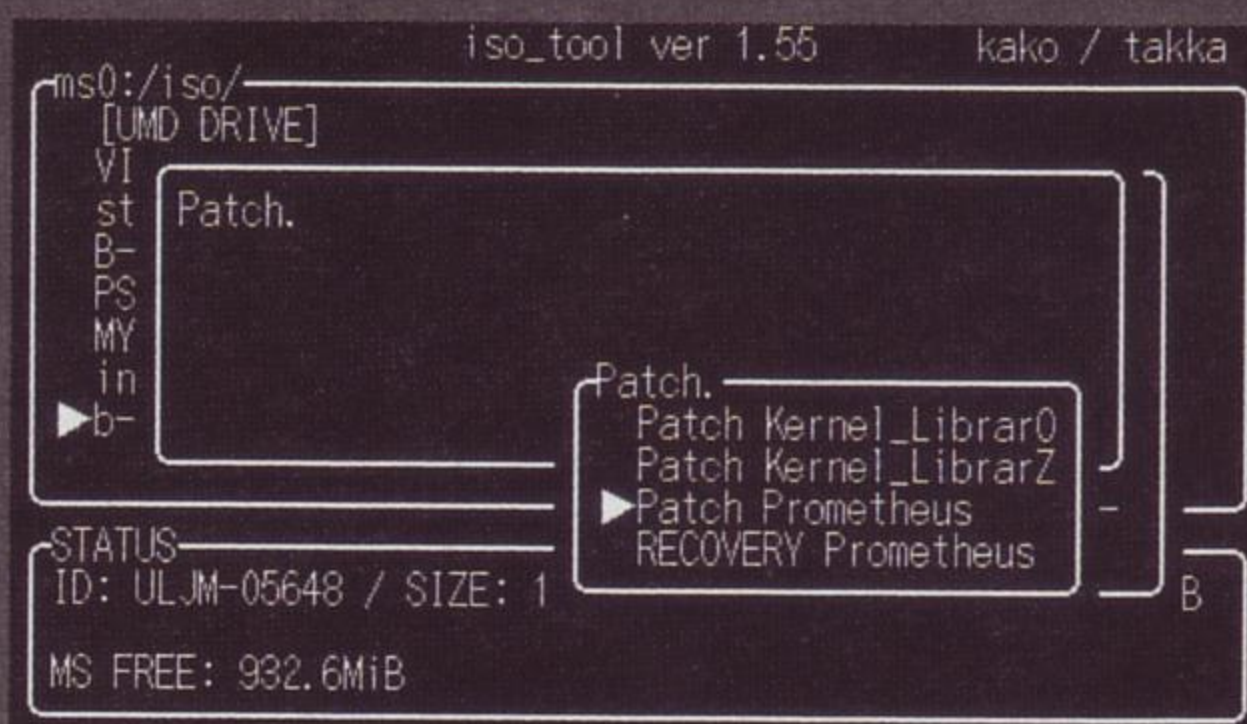 iso_tool ver 1.55 kako / takka
ms0:/iso/
[UMD DRIVE]
VI
st
B-
PS
MY
in
b-
Patch.
Patch.
Patch Kernel_Librar0
Patch Kernel_LibrarZ
Patch Prometheus
RECOVERY Prometheus
STATUS
ID: ULJM-05648 / SIZE: 1 B
MS FREE: 932.6MiB